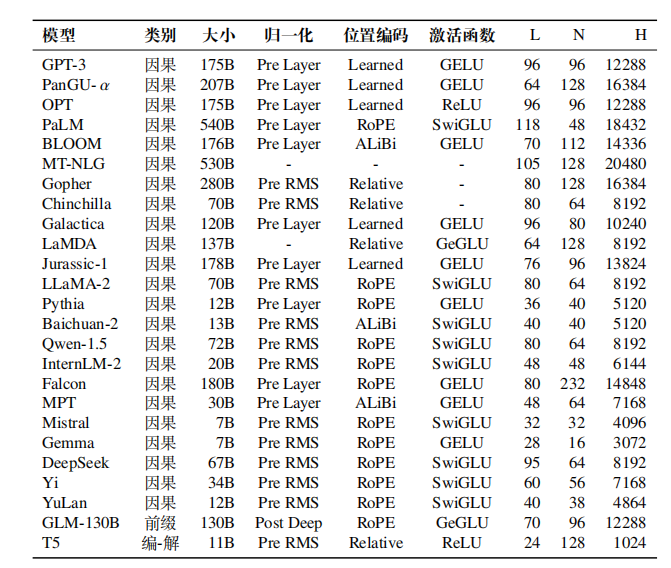 模型 类别 大小 归一化 位置编码 激活函数 L N H
GPT-3 因果 175B Pre Layer Learned GELU 96 96 12288
PanGU-α 因果 207B Pre Layer Learned GELU 64 128 16384
OPT 因果 175B Pre Layer Learned ReLU 96 96 12288
PaLM 因果 540B Pre Layer RoPE SwiGLU 118 48 18432
BLOOM 因果 176B Pre Layer ALiBi GELU 70 112 14336
MT-NLG 因果 530B - - - 105 128 20480
Gopher 因果 280B Pre RMS Relative - 80 128 16384
Chinchilla 因果 70B Pre RMS Relative - 80 64 8192
Galactica 因果 120B Pre Layer Learned GELU 96 80 10240
LaMDA 因果 137B - Relative GeGLU 64 128 8192
Jurassic-1 因果 178B Pre Layer Learned GELU 76 96 13824
LLaMA-2 因果 70B Pre RMS RoPE SwiGLU 80 64 8192
Pythia 因果 12B Pre Layer RoPE GELU 36 40 5120
Baichuan-2 因果 13B Pre RMS ALiBi SwiGLU 40 40 5120
Qwen-1.5 因果 72B Pre RMS RoPE SwiGLU 80 64 8192
InternLM-2 因果 20B Pre RMS RoPE SwiGLU 48 48 6144
Falcon 因果 180B Pre Layer RoPE GELU 80 232 14848
MPT 因果 30B Pre Layer ALiBi GELU 48 64 7168
Mistral 因果 7B Pre RMS RoPE SwiGLU 32 32 4096
Gemma 因果 7B Pre RMS RoPE GELU 28 16 3072
DeepSeek 因果 67B Pre RMS RoPE SwiGLU 95 64 8192
Yi 因果 34B Pre RMS RoPE SwiGLU 60 56 7168
YuLan 因果 12B Pre RMS RoPE SwiGLU 40 38 4864
GLM-130B 前缀 130B Post Deep RoPE GeGLU 70 96 12288
T5 编-解 11B Pre RMS Relative ReLU 24 128 1024